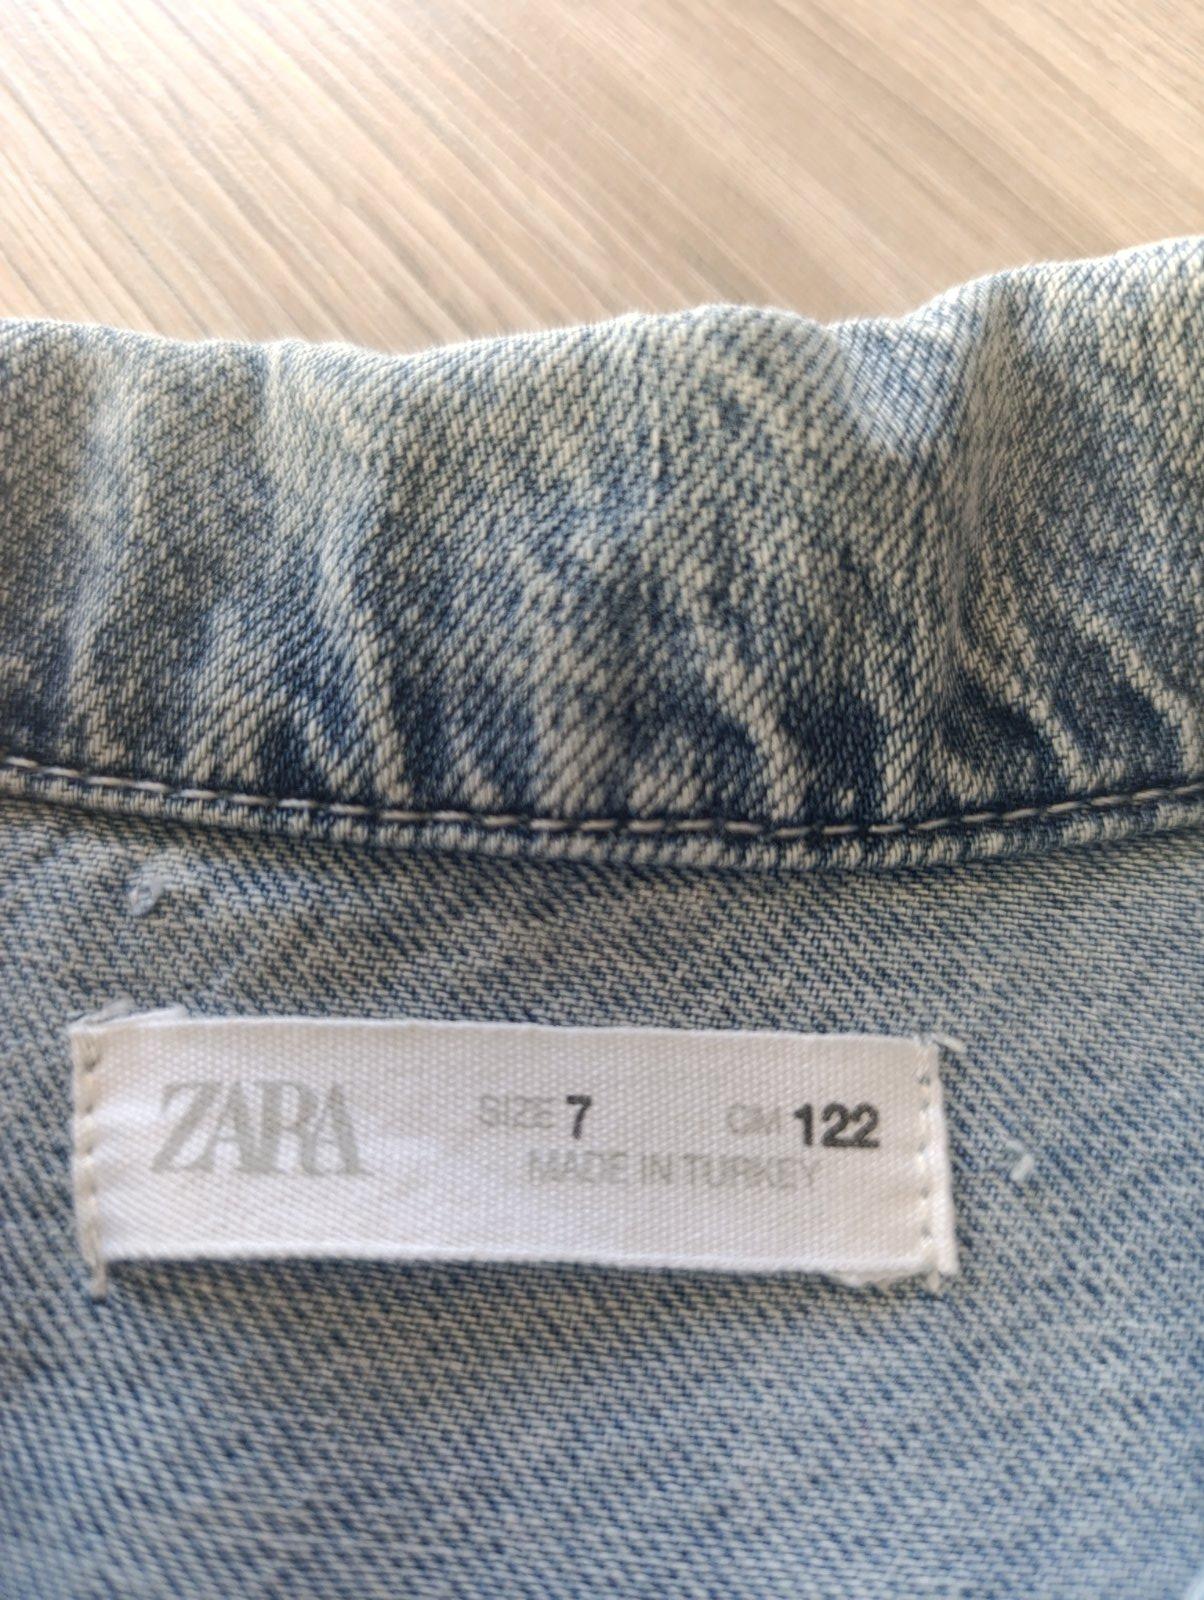 ZARA
SIZE 7 CM 122
MADE IN TURKEY